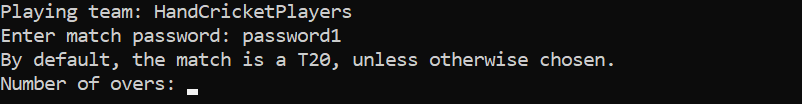 Playing team: HandCricketPlayers
Enter match password: password1
By default, the match is a T20, unless otherwise chosen.
Number of overs: